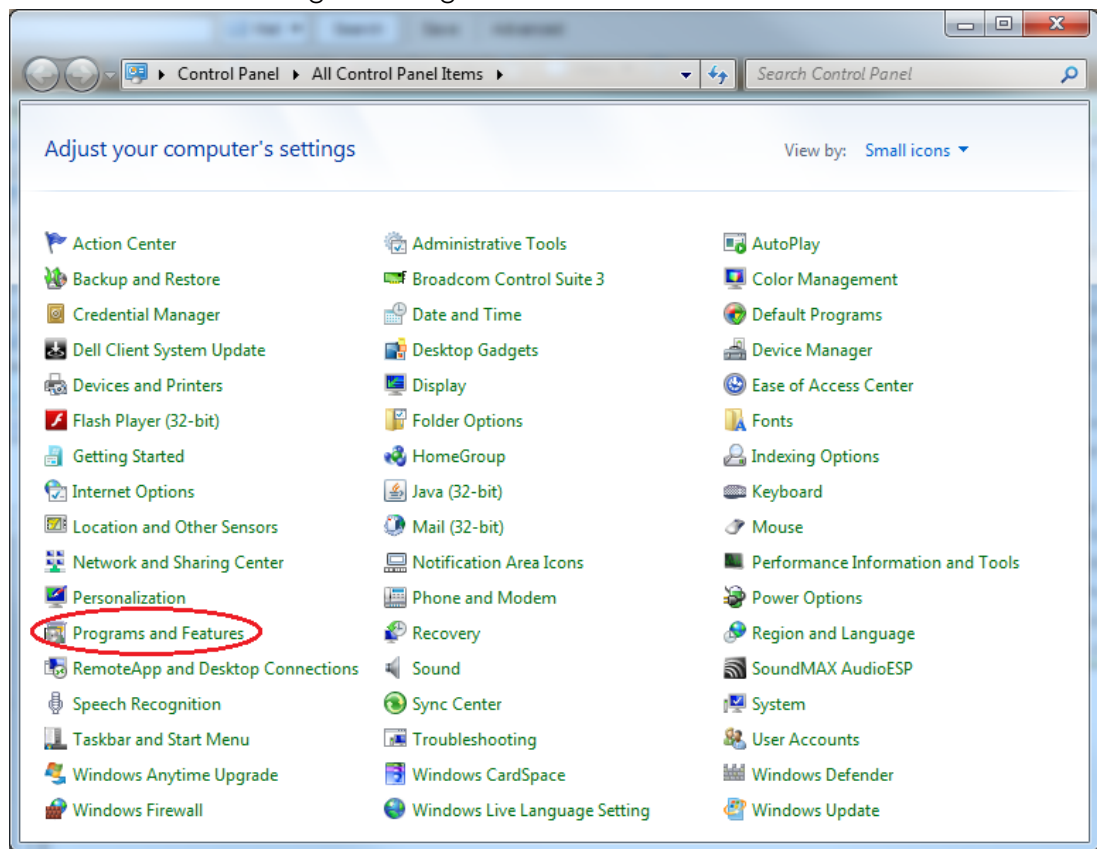 Control Panel ▸ All Control Panel Items ▸ Search Control Panel
Adjust your computer's settings View by: Small icons
Action Center Administrative Tools AutoPlay
Backup and Restore Broadcom Control Suite 3 Color Management
Credential Manager Date and Time Default Programs
Dell Client System Update Desktop Gadgets Device Manager
Devices and Printers Display Ease of Access Center
Flash Player (32-bit) Folder Options Fonts
Getting Started HomeGroup Indexing Options
Internet Options Java (32-bit) Keyboard
Location and Other Sensors Mail (32-bit) Mouse
Network and Sharing Center Notification Area Icons Performance Information and Tools
Personalization Phone and Modem Power Options
Programs and Features Recovery Region and Language
RemoteApp and Desktop Connections Sound SoundMAX AudioESP
Speech Recognition Sync Center System
Taskbar and Start Menu Troubleshooting User Accounts
Windows Anytime Upgrade Windows CardSpace Windows Defender
Windows Firewall Windows Live Language Setting Windows Update